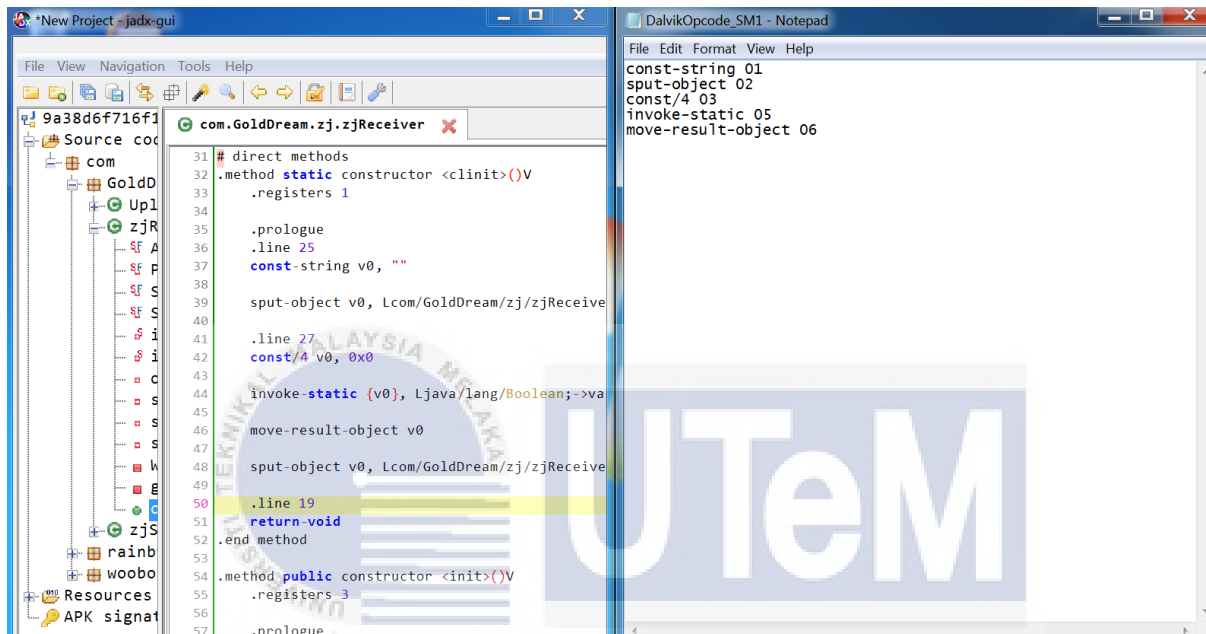 *New Project - jadx-gui
File View Navigation Tools Help
9a38d6f716f1
Source coc
com
GoldD
Upl
zjR
A
P
S
S
i
i
o
s
s
s
W
g
c
zjS
rainb
woobo
Resources
APK signat
com.GoldDream.zj.zjReceiver
31 # direct methods
32 .method static constructor <clinit>()V
33 .registers 1
34
35 .prologue
36 .line 25
37 const-string v0, ""
38
39 sput-object v0, Lcom/GoldDream/zj/zjReceive
40
41 .line 27
42 const/4 v0, 0x0
43
44 invoke-static {v0}, Ljava/lang/Boolean;->va
45
46 move-result-object v0
47
48 sput-object v0, Lcom/GoldDream/zj/zjReceive
49
50 .line 19
51 return-void
52 .end method
53
54 .method public constructor <init>()V
55 .registers 3
56
57 .prologue
DalvikOpcode_SM1 - Notepad
File Edit Format View Help
const-string 01
sput-object 02
const/4 03
invoke-static 05
move-result-object 06
UTeM